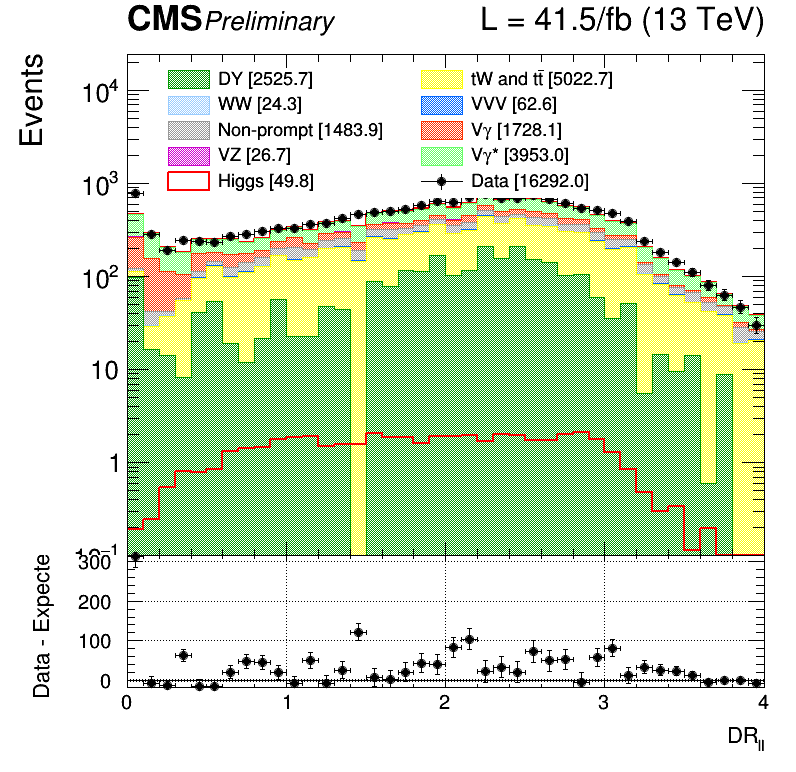 CMS Preliminary L = 41.5/fb (13 TeV)
Events
DY [2525.7] tW and tt̄ [5022.7]
WW [24.3] VVV [62.6]
Non-prompt [1483.9] Vγ [1728.1]
VZ [26.7] Vγ* [3953.0]
Higgs [49.8] Data [16292.0]
10⁴
10³
10²
10
1
Data - Expecte
300
200
100
0
0 1 2 3 4
DR_ll